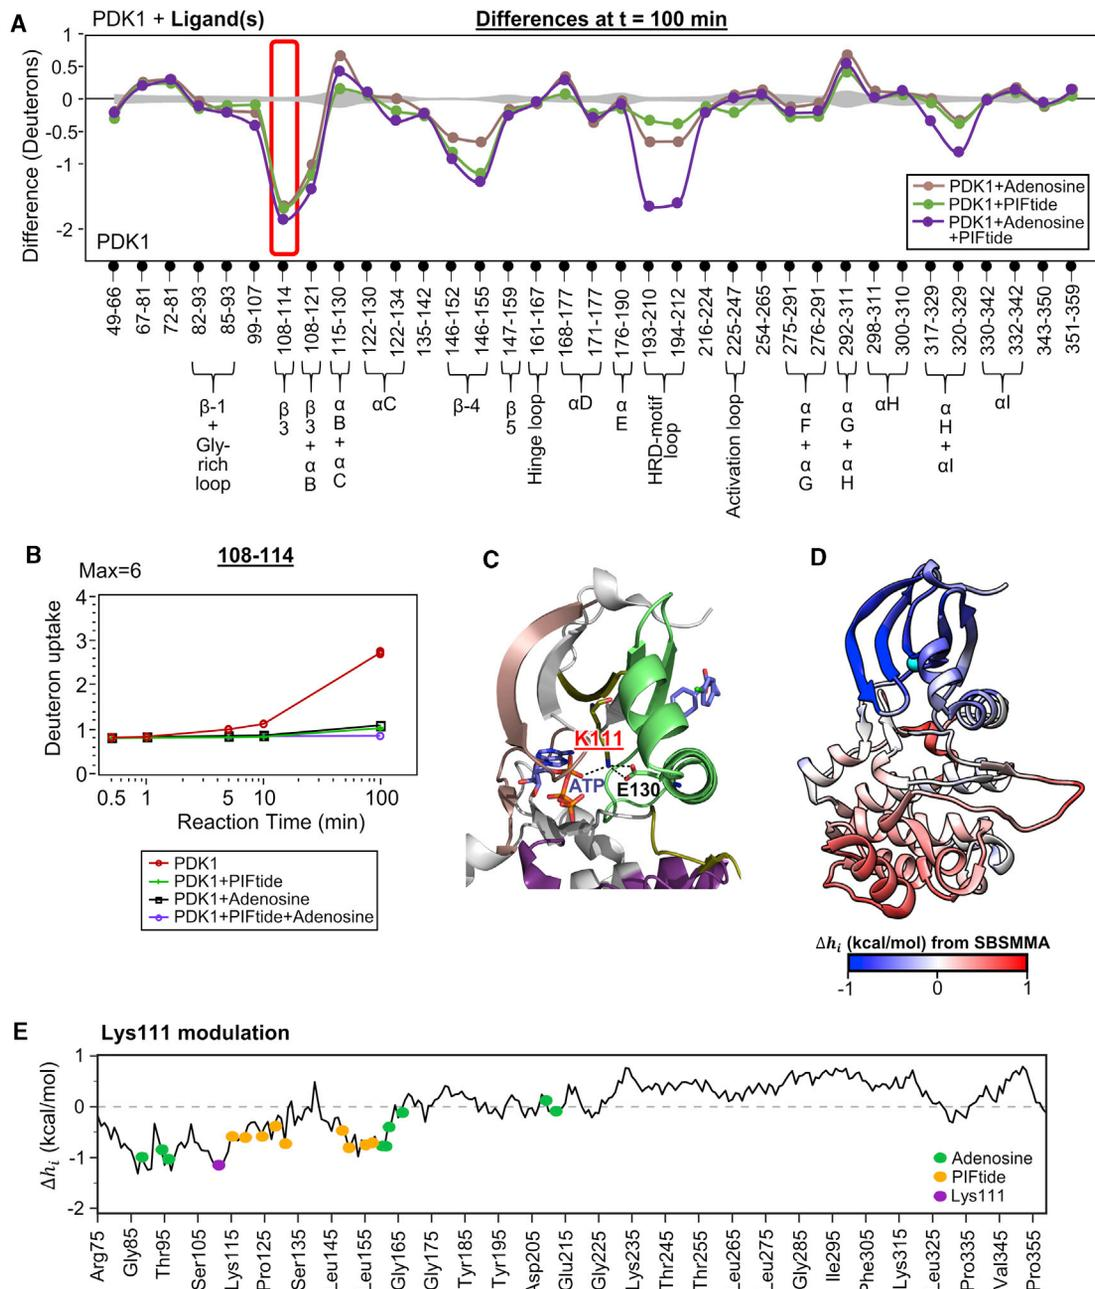 A
PDK1 + Ligand(s)
Differences at t = 100 min
Difference (Deuterons)
1
0.5
0
-0.5
-1
-2
PDK1
PDK1+Adenosine
PDK1+PIFtide
PDK1+Adenosine
+PIFtide
49-66
67-81
72-81
82-93
85-93
99-107
108-114
108-121
115-130
122-130
122-134
135-142
146-152
146-155
147-159
161-167
168-177
171-177
176-190
193-210
194-212
216-224
225-247
254-265
275-291
276-291
292-311
298-311
300-310
317-329
320-329
330-342
332-342
343-350
351-359
β-1
+
Gly-
rich
loop
β
3
β
3
+
α
B
α
B
+
α
C
αC
β-4
β
5
Hinge loop
αD
α
E
HRD-motif
loop
Activation loop
α
F
+
α
G
α
G
+
α
H
αH
α
H
+
αI
αI
B
108-114
Max=6
Deuteron uptake
4
3
2
1
0
0.5 1 5 10 100
Reaction Time (min)
PDK1
PDK1+PIFtide
PDK1+Adenosine
PDK1+PIFtide+Adenosine
C
K111
ATP
E130
D
Δhᵢ (kcal/mol) from SBSMMA
-1 0 1
E
Lys111 modulation
Δhᵢ (kcal/mol)
1
0
-1
-2
Adenosine
PIFtide
Lys111
Arg75
Gly85
Thr95
Ser105
Lys115
Pro125
Ser135
Leu145
Leu155
Gly165
Gly175
Tyr185
Tyr195
Asp205
Glu215
Gly225
Lys235
Thr245
Thr255
Leu265
Leu275
Gly285
Ile295
Phe305
Lys315
Leu325
Pro335
Val345
Pro355